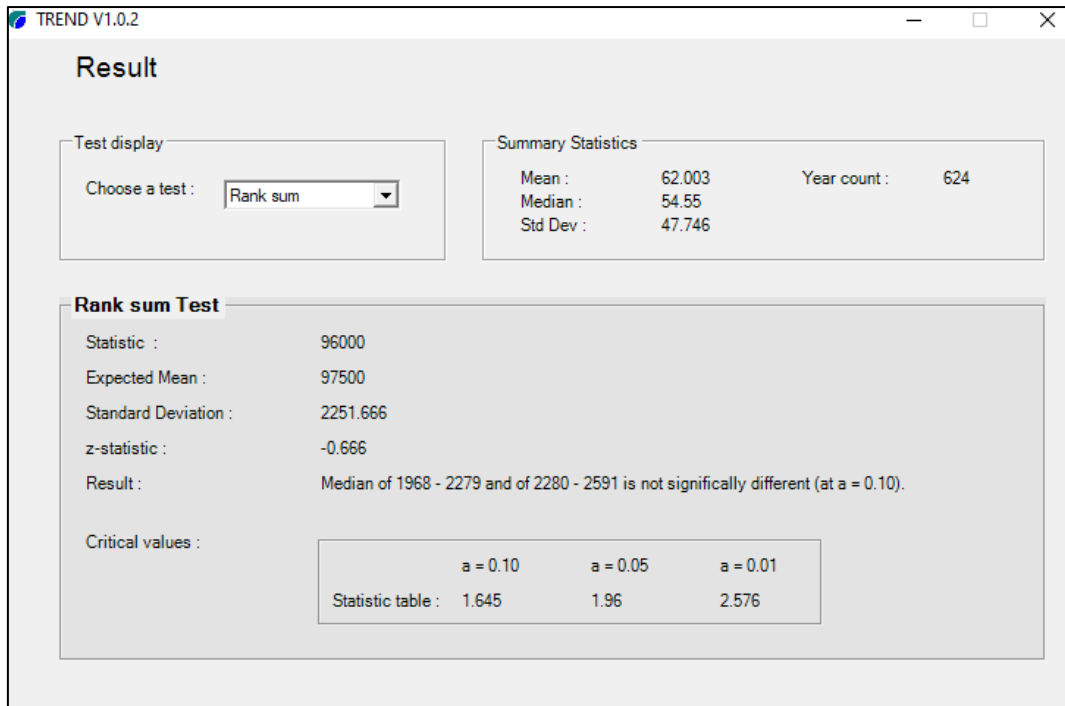 TREND V1.0.2
Result
Test display
Choose a test :
Rank sum
Summary Statistics
Mean : 62.003 Year count : 624
Median : 54.55
Std Dev : 47.746
Rank sum Test
Statistic : 96000
Expected Mean : 97500
Standard Deviation : 2251.666
z-statistic : -0.666
Result : Median of 1968 - 2279 and of 2280 - 2591 is not significally different (at a = 0.10).
Critical values :
a = 0.10 a = 0.05 a = 0.01
Statistic table : 1.645 1.96 2.576